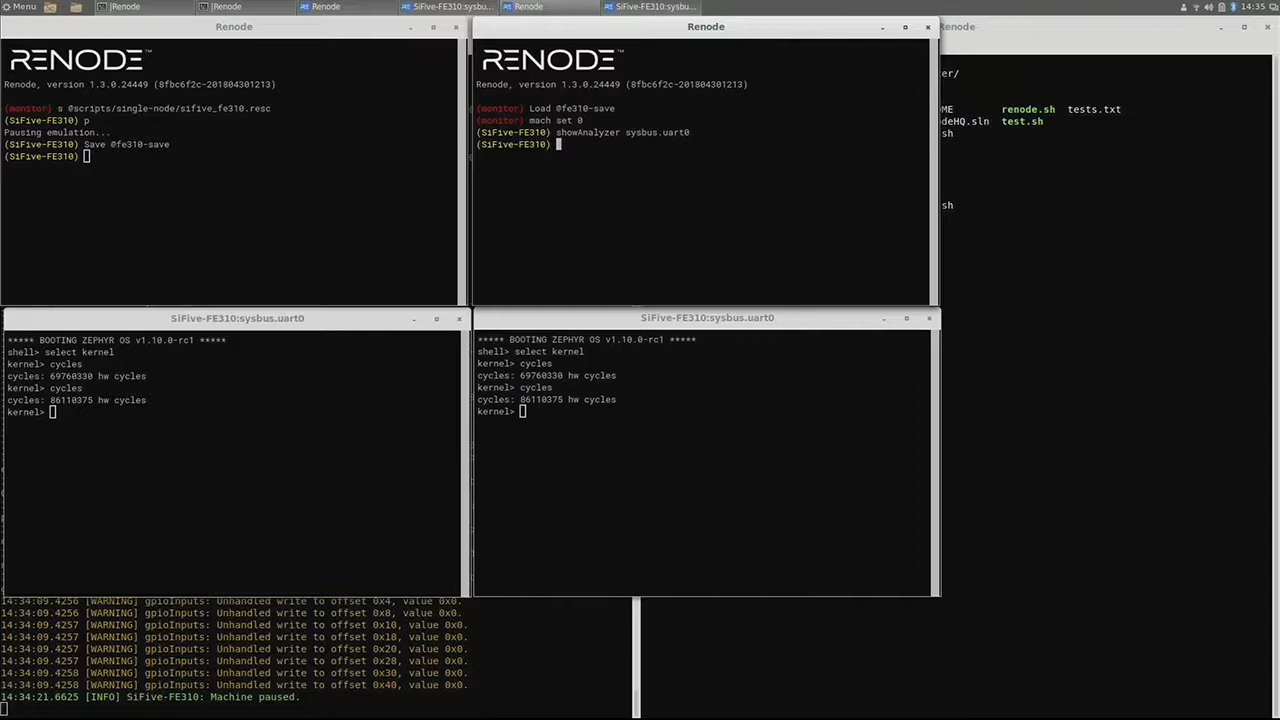 Menu
|Renode
|Renode
Renode
SiFive-FE310:sysbu...
Renode
SiFive-FE310:sysbu...
14:35
Renode
RENODE™
Renode, version 1.3.0.24449 (8fbc6f2c-201804301213)
(monitor) s @scripts/single-node/sifive_fe310.resc
(SiFive-FE310) p
Pausing emulation...
(SiFive-FE310) Save @fe310-save
(SiFive-FE310)
Renode
RENODE™
Renode, version 1.3.0.24449 (8fbc6f2c-201804301213)
(monitor) Load @fe310-save
(monitor) mach set 0
(SiFive-FE310) showAnalyzer sysbus.uart0
(SiFive-FE310)
Renode
er/
ME renode.sh tests.txt
deHQ.sln test.sh
sh
sh
SiFive-FE310:sysbus.uart0
***** BOOTING ZEPHYR OS v1.10.0-rc1 *****
shell> select kernel
kernel> cycles
cycles: 69760330 hw cycles
kernel> cycles
cycles: 86110375 hw cycles
kernel>
SiFive-FE310:sysbus.uart0
***** BOOTING ZEPHYR OS v1.10.0-rc1 *****
shell> select kernel
kernel> cycles
cycles: 69760330 hw cycles
kernel> cycles
cycles: 86110375 hw cycles
kernel>
14:34:09.4256 [WARNING] gpioInputs: Unhandled write to offset 0x4, value 0x0.
14:34:09.4256 [WARNING] gpioInputs: Unhandled write to offset 0x8, value 0x0.
14:34:09.4257 [WARNING] gpioInputs: Unhandled write to offset 0x10, value 0x0.
14:34:09.4257 [WARNING] gpioInputs: Unhandled write to offset 0x18, value 0x0.
14:34:09.4257 [WARNING] gpioInputs: Unhandled write to offset 0x20, value 0x0.
14:34:09.4257 [WARNING] gpioInputs: Unhandled write to offset 0x28, value 0x0.
14:34:09.4258 [WARNING] gpioInputs: Unhandled write to offset 0x30, value 0x0.
14:34:09.4258 [WARNING] gpioInputs: Unhandled write to offset 0x40, value 0x0.
14:34:21.6625 [INFO] SiFive-FE310: Machine paused.